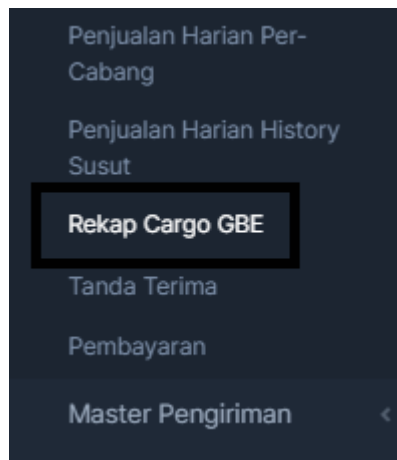 Penjualan Harian Per-
Cabang
Penjualan Harian History
Susut
Rekap Cargo GBE
Tanda Terima
Pembayaran
Master Pengiriman